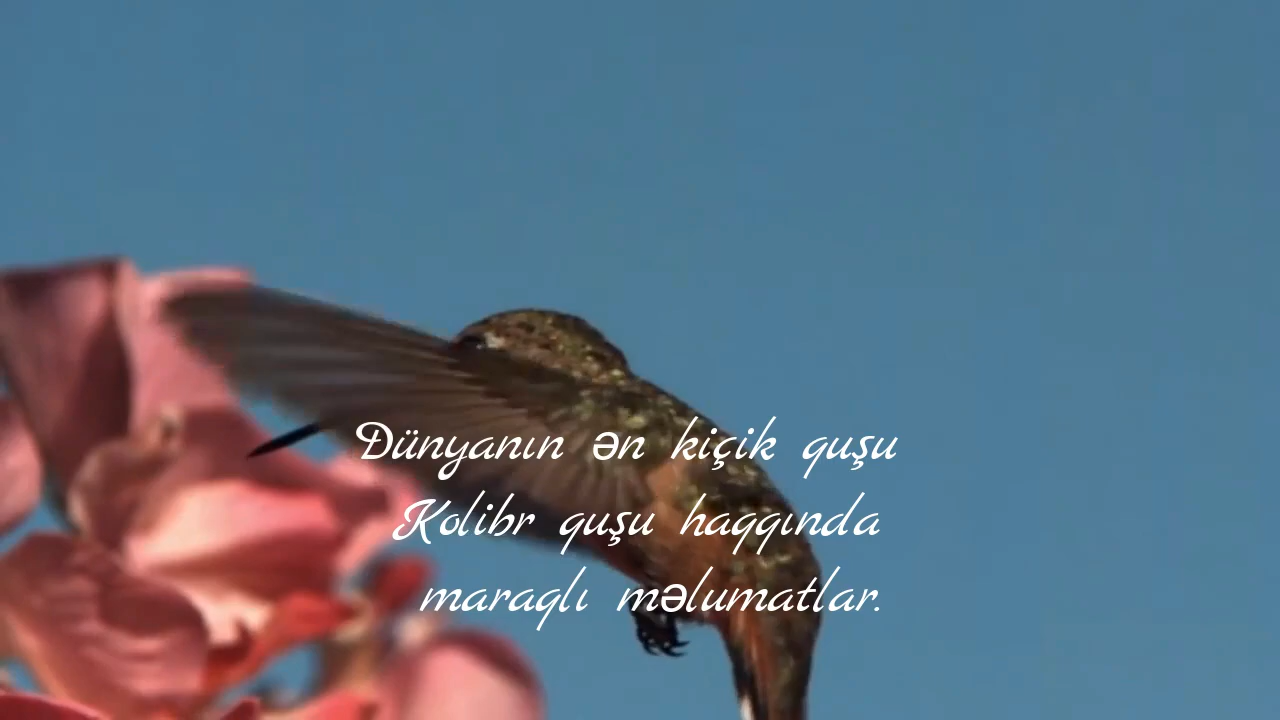 Dünyanın ən kiçik quşu
Kolibr quşu haqqında
maraqlı məlumatlar.